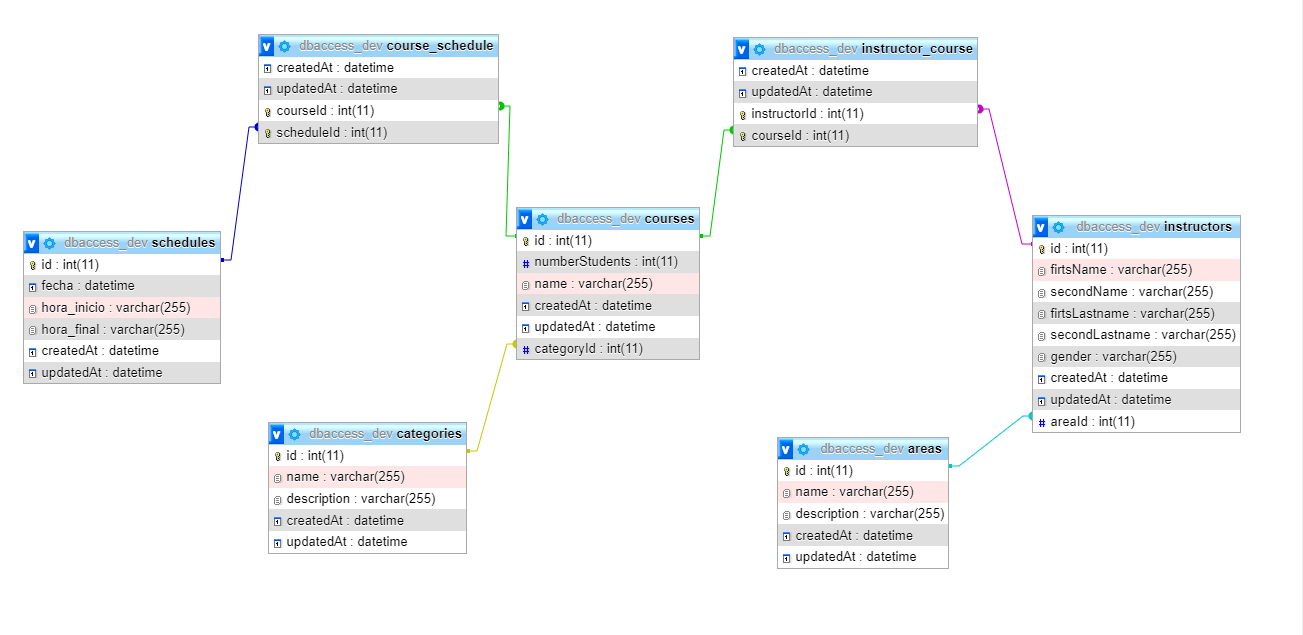 dbaccess_dev course_schedule
createdAt : datetime
updatedAt : datetime
courseId : int(11)
scheduleId : int(11)
dbaccess_dev instructor_course
createdAt : datetime
updatedAt : datetime
instructorId : int(11)
courseId : int(11)
dbaccess_dev schedules
id : int(11)
fecha : datetime
hora_inicio : varchar(255)
hora_final : varchar(255)
createdAt : datetime
updatedAt : datetime
dbaccess_dev courses
id : int(11)
numberStudents : int(11)
name : varchar(255)
createdAt : datetime
updatedAt : datetime
categoryId : int(11)
dbaccess_dev instructors
id : int(11)
firtsName : varchar(255)
secondName : varchar(255)
firtsLastname : varchar(255)
secondLastname : varchar(255)
gender : varchar(255)
createdAt : datetime
updatedAt : datetime
areaId : int(11)
dbaccess_dev categories
id : int(11)
name : varchar(255)
description : varchar(255)
createdAt : datetime
updatedAt : datetime
dbaccess_dev areas
id : int(11)
name : varchar(255)
description : varchar(255)
createdAt : datetime
updatedAt : datetime